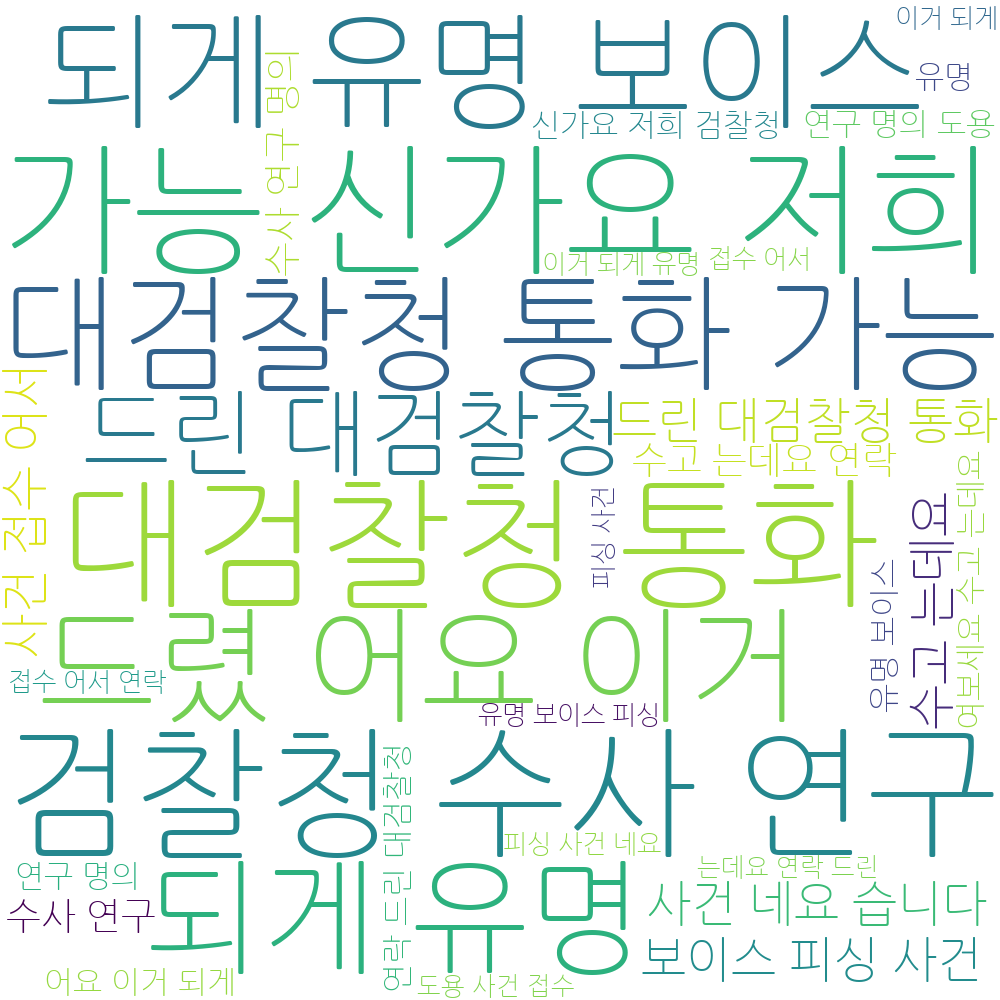 이거 되게
되게 유명 보이스
유명
수사 연구 명의
신가요 저희 검찰청
연구 명의 도용
가능 신가요 저희
이거 되게 유명
접수 어서
대검찰청 통화 가능
사건 접수 어서
드린 대검찰청
드린 대검찰청 통화
수고 는데요 연락
여보세요 수고 는데요
대검찰청 통화
피싱 사건
수고 는데요
유명 보이스
드렸 어요 이거
접수 어서 연락
유명 보이스 피싱
검찰청 수사 연구
연락 드린 대검찰청
피싱 사건 네요
연구 명의
되게 유명
는데요 연락 드린
사건 네요 습니다
수사 연구
보이스 피싱 사건
어요 이거 되게
도용 사건 접수